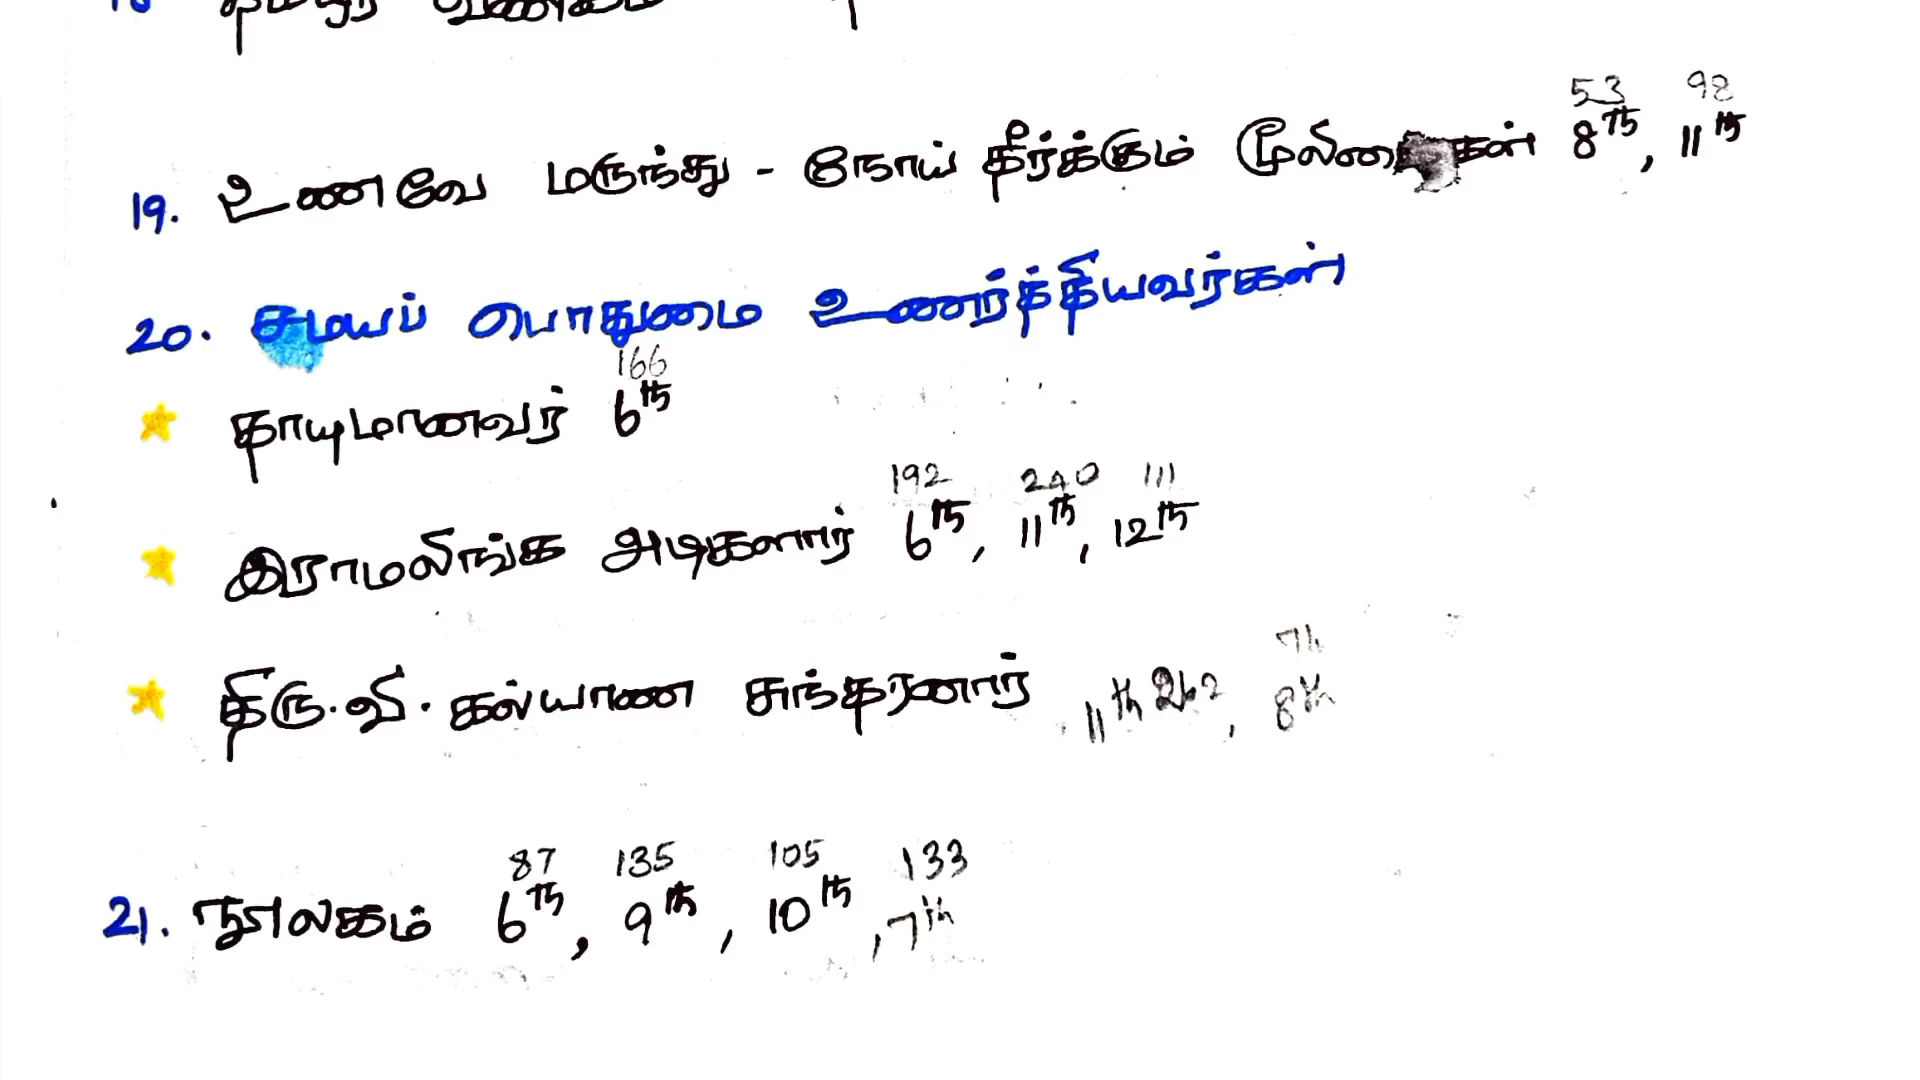 19. உணவே மருந்து - நோய் தீர்க்கும் மூலிகைகள் 53 8th, 98 11th
20. சமயப் பொதுமை உணர்த்தியவர்கள்
தாயுமானவர் 166 6th
இராமலிங்க அடிகளார் 192 6th, 240 11th, 111 12th
திரு.வி. கல்யாண சுந்தரனார் 11th 262, 8th
21. நூலகம் 87 6th, 135 9th, 105 10th, 133 7th